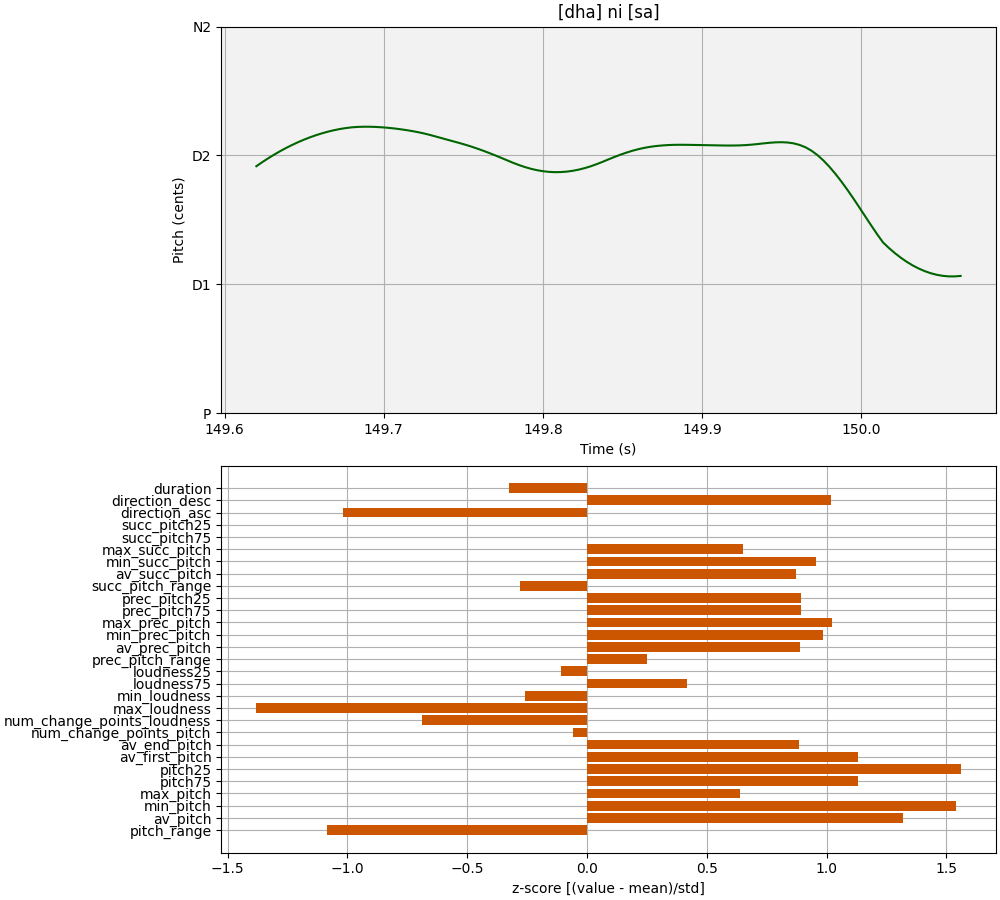 [dha] ni [sa]
N2
D2
D1
P
Pitch (cents)
149.6 149.7 149.8 149.9 150.0
Time (s)
duration
direction_desc
direction_asc
succ_pitch25
succ_pitch75
max_succ_pitch
min_succ_pitch
av_succ_pitch
succ_pitch_range
prec_pitch25
prec_pitch75
max_prec_pitch
min_prec_pitch
av_prec_pitch
prec_pitch_range
loudness25
loudness75
min_loudness
max_loudness
num_change_points_loudness
num_change_points_pitch
av_end_pitch
av_first_pitch
pitch25
pitch75
max_pitch
min_pitch
av_pitch
pitch_range
−1.5 −1.0 −0.5 0.0 0.5 1.0 1.5
z-score [(value - mean)/std]